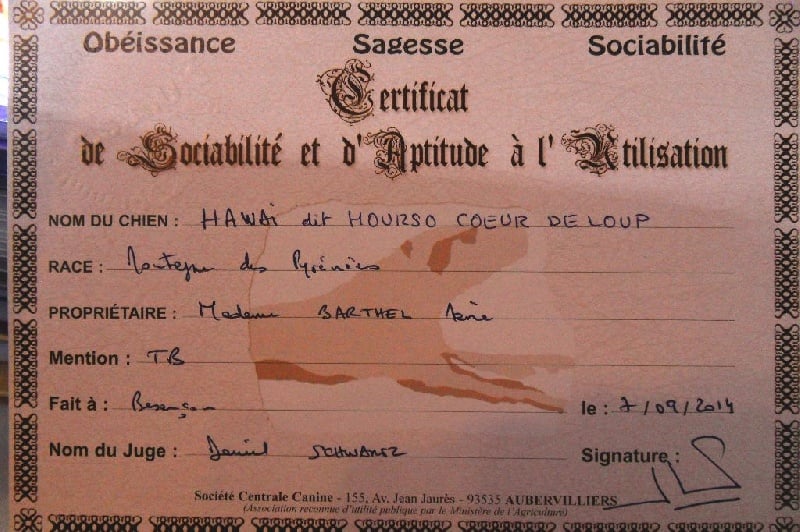 Obéissance Sagesse Sociabilité
Certificat
de Sociabilité et d'Aptitude à l'Utilisation
NOM DU CHIEN : HAWAi dit HOURSO COEUR DE LOUP
RACE : Montagne des Pyrénées
PROPRIÉTAIRE : Madame BARTHEL
Mention : TB
Fait à : Besançon le : 7/09/2014
Nom du Juge : Daniel SCHWARTZ Signature :
Société Centrale Canine - 155, Av. Jean Jaurès - 93535 AUBERVILLIERS
(Association reconnue d'utilité publique par le Ministère de l'Agriculture)